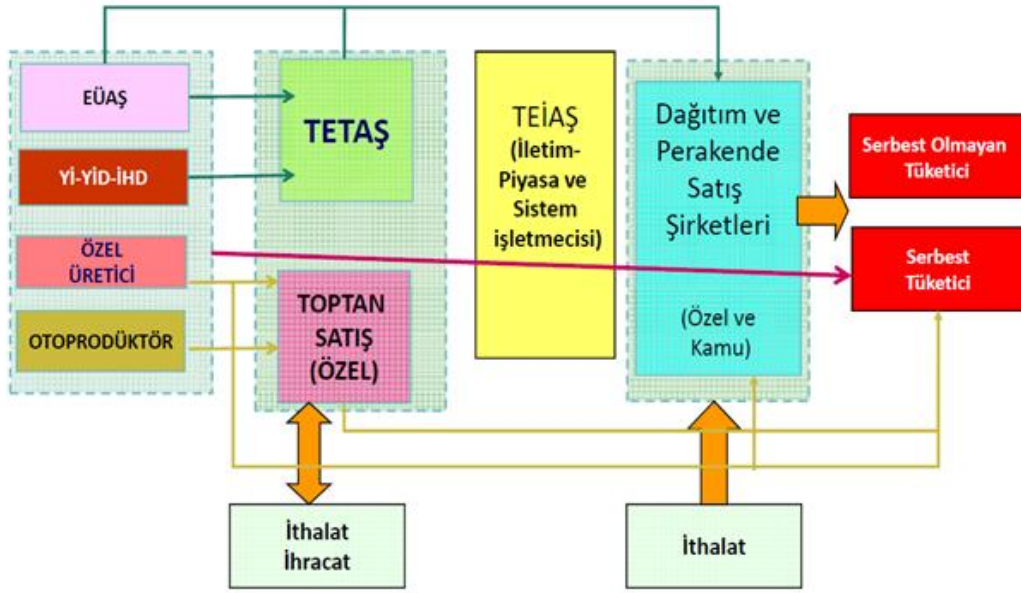 EÜAŞ
Yİ-YİD-İHD
ÖZEL
ÜRETİCİ
OTOPRODÜKTÖR
TETAŞ
TOPTAN
SATIŞ
(ÖZEL)
TEİAŞ
(İletim-
Piyasa ve
Sistem
işletmecisi)
Dağıtım ve
Perakende
Satış
Şirketleri
(Özel ve
Kamu)
Serbest Olmayan
Tüketici
Serbest
Tüketici
İthalat
İhracat
İthalat